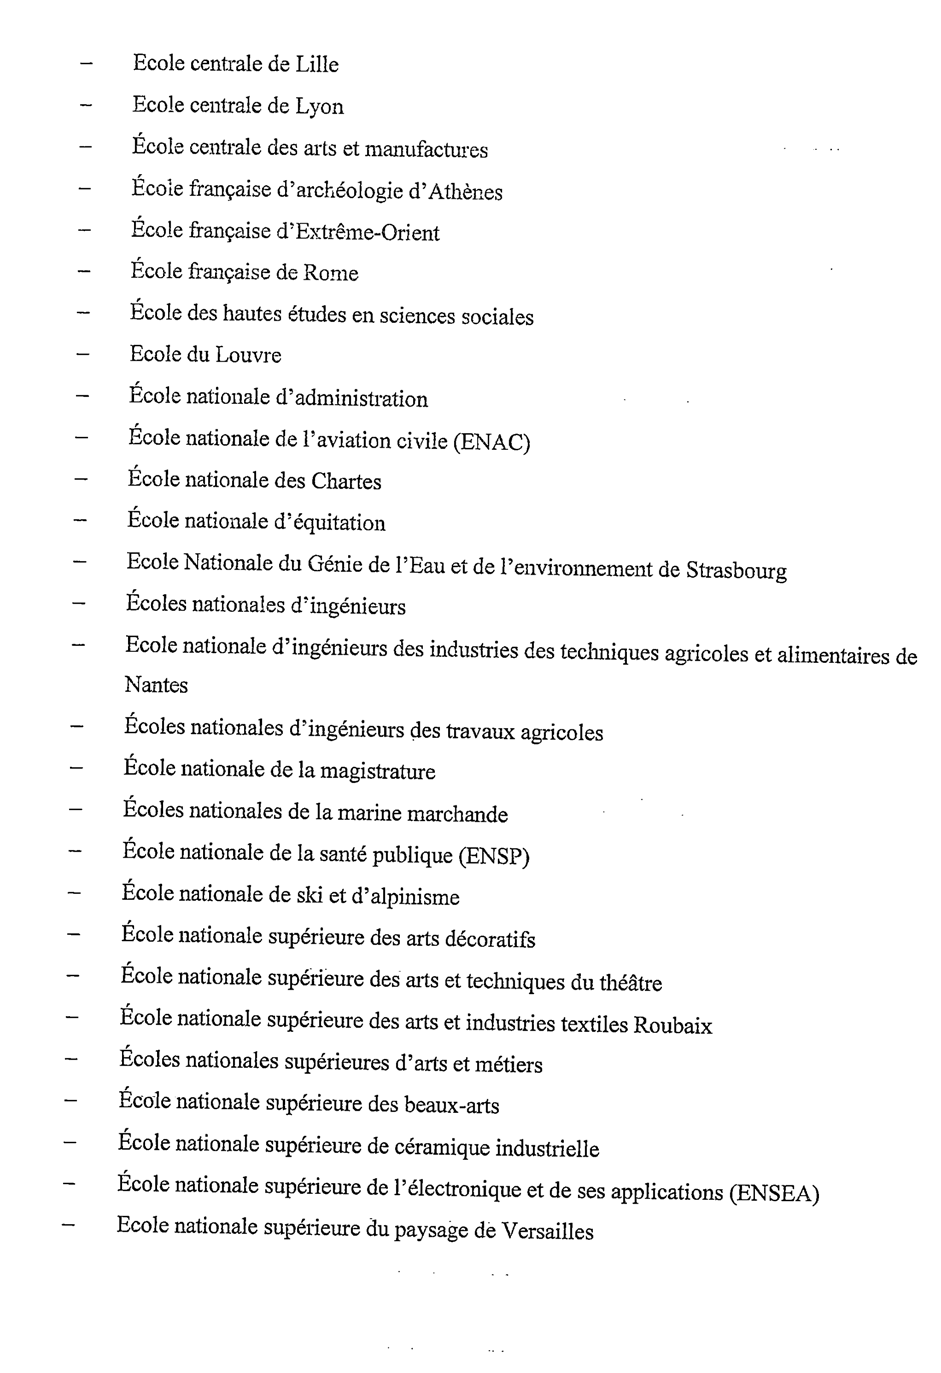 – Ecole centrale de Lille
– Ecole centrale de Lyon
– École centrale des arts et manufactures
– École française d'archéologie d'Athènes
– École française d'Extrême-Orient
– École française de Rome
– École des hautes études en sciences sociales
– Ecole du Louvre
– École nationale d'administration
– École nationale de l'aviation civile (ENAC)
– École nationale des Chartes
– École nationale d'équitation
– Ecole Nationale du Génie de l'Eau et de l'environnement de Strasbourg
– Écoles nationales d'ingénieurs
– Ecole nationale d'ingénieurs des industries des techniques agricoles et alimentaires de
Nantes
– Écoles nationales d'ingénieurs des travaux agricoles
– École nationale de la magistrature
– Écoles nationales de la marine marchande
– École nationale de la santé publique (ENSP)
– École nationale de ski et d'alpinisme
– École nationale supérieure des arts décoratifs
– École nationale supérieure des arts et techniques du théâtre
– École nationale supérieure des arts et industries textiles Roubaix
– Écoles nationales supérieures d'arts et métiers
– École nationale supérieure des beaux-arts
– École nationale supérieure de céramique industrielle
– École nationale supérieure de l'électronique et de ses applications (ENSEA)
– Ecole nationale supérieure du paysage de Versailles